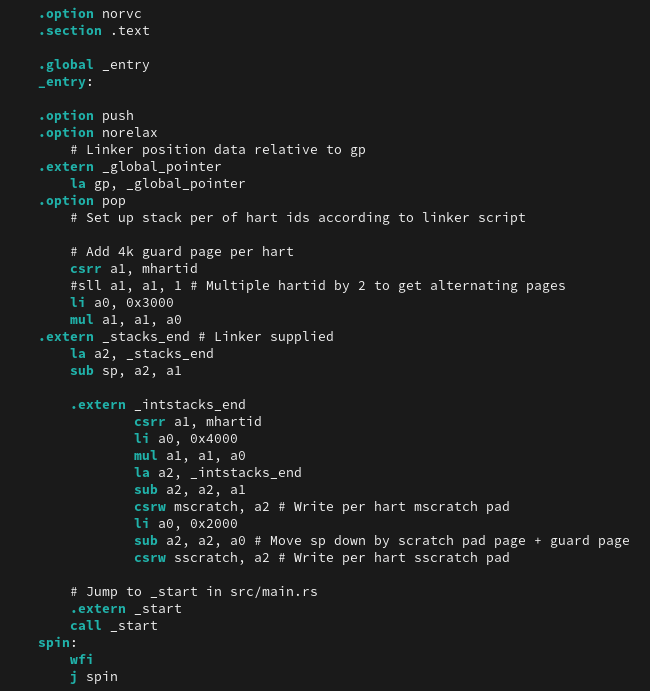 .option norvc
.section .text
.global _entry
_entry:
.option push
.option norelax
# Linker position data relative to gp
.extern _global_pointer
la gp, _global_pointer
.option pop
# Set up stack per of hart ids according to linker script
# Add 4k guard page per hart
csrr a1, mhartid
#sll a1, a1, 1 # Multiple hartid by 2 to get alternating pages
li a0, 0x3000
mul a1, a1, a0
.extern _stacks_end # Linker supplied
la a2, _stacks_end
sub sp, a2, a1
.extern _intstacks_end
csrr a1, mhartid
li a0, 0x4000
mul a1, a1, a0
la a2, _intstacks_end
sub a2, a2, a1
csrw mscratch, a2 # Write per hart mscratch pad
li a0, 0x2000
sub a2, a2, a0 # Move sp down by scratch pad page + guard page
csrw sscratch, a2 # Write per hart sscratch pad
# Jump to _start in src/main.rs
.extern _start
call _start
spin:
wfi
j spin